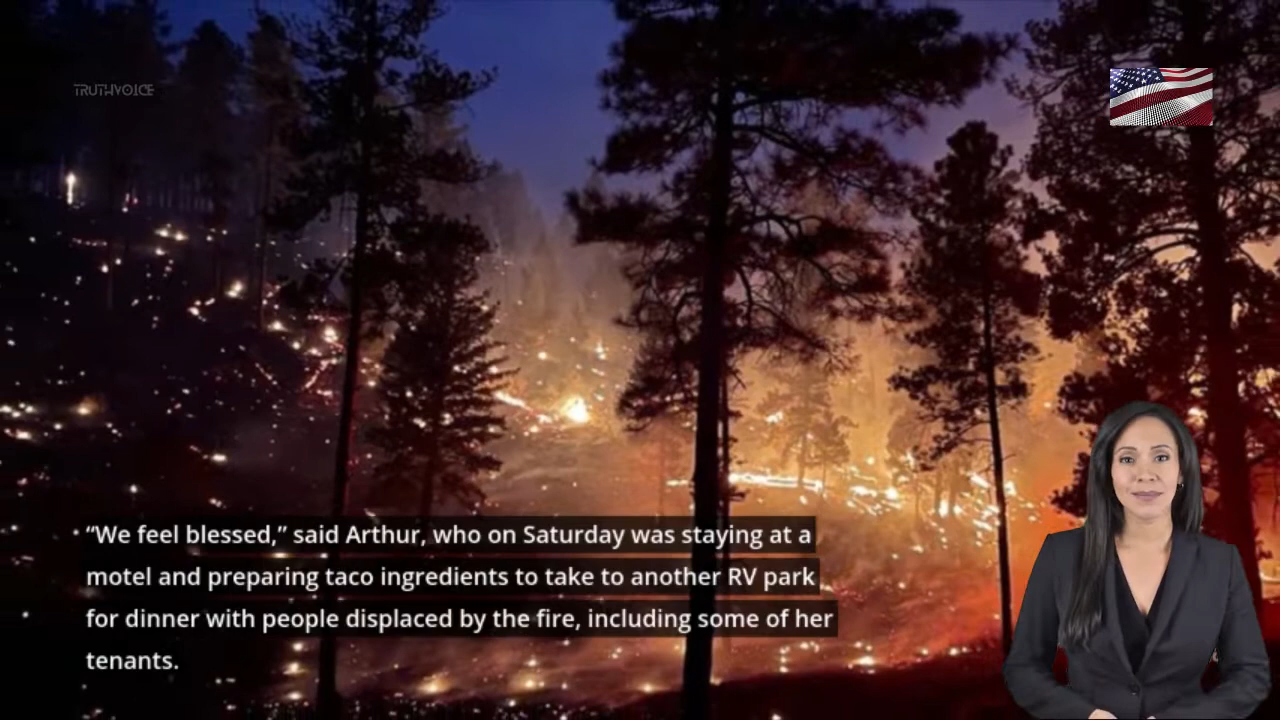 TRUTHVOICE
“We feel blessed,” said Arthur, who on Saturday was staying at a
motel and preparing taco ingredients to take to another RV park
for dinner with people displaced by the fire, including some of her
tenants.